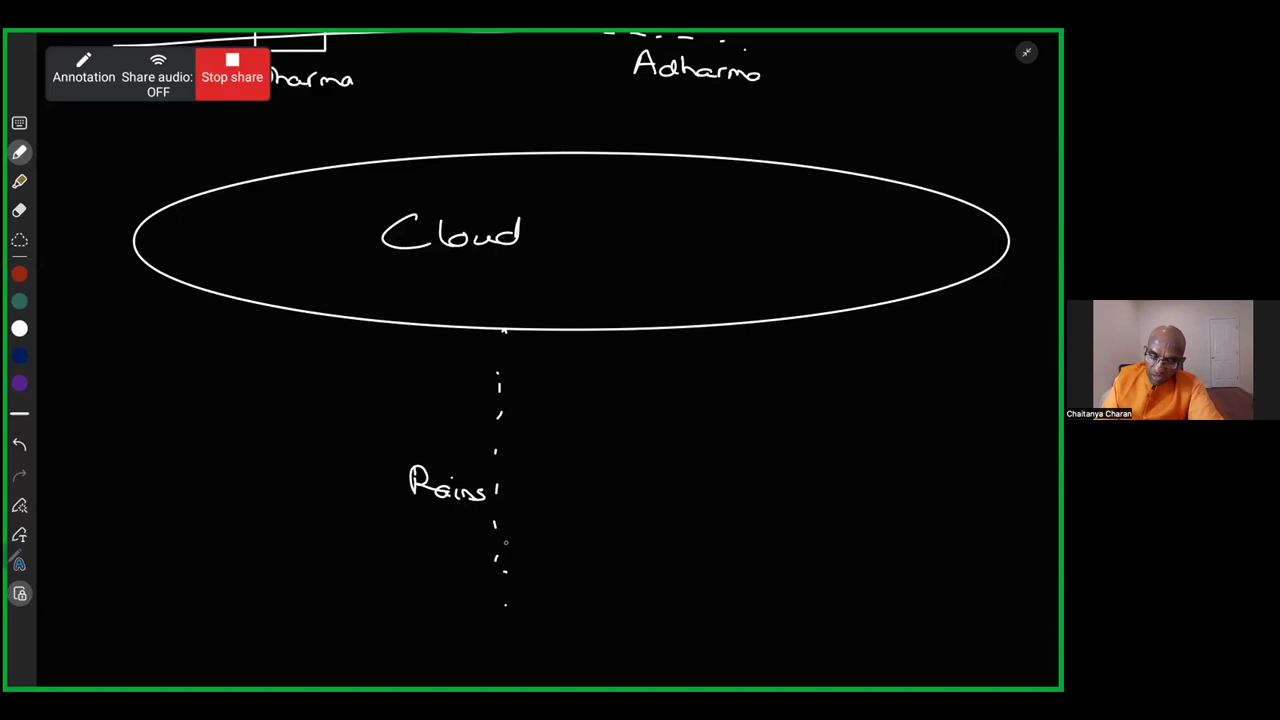 Annotation Share audio: Stop share
OFF
harma
Adharma
Cloud
Rains
Chaitanya Charan